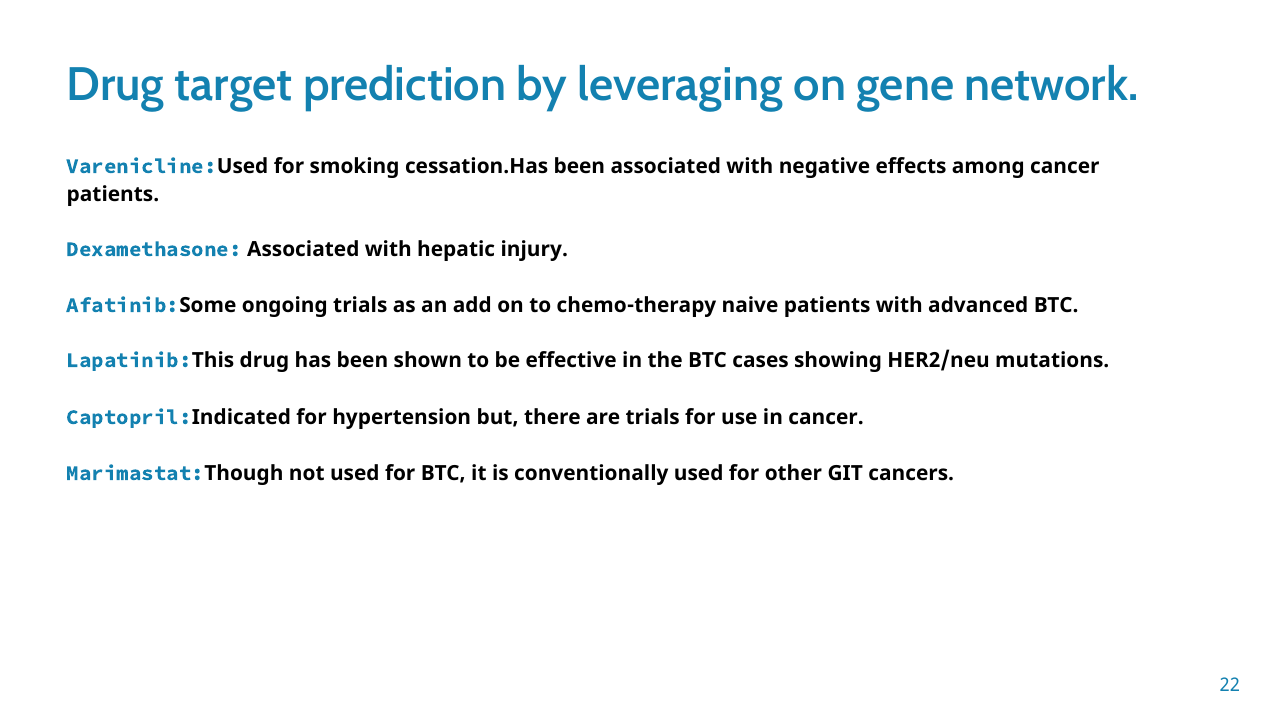 Drug target prediction by leveraging on gene network.
Varenicline:Used for smoking cessation.Has been associated with negative effects among cancer
patients.
Dexamethasone: Associated with hepatic injury.
Afatinib:Some ongoing trials as an add on to chemo-therapy naive patients with advanced BTC.
Lapatinib:This drug has been shown to be effective in the BTC cases showing HER2/neu mutations.
Captopril:Indicated for hypertension but, there are trials for use in cancer.
Marimastat:Though not used for BTC, it is conventionally used for other GIT cancers.
22